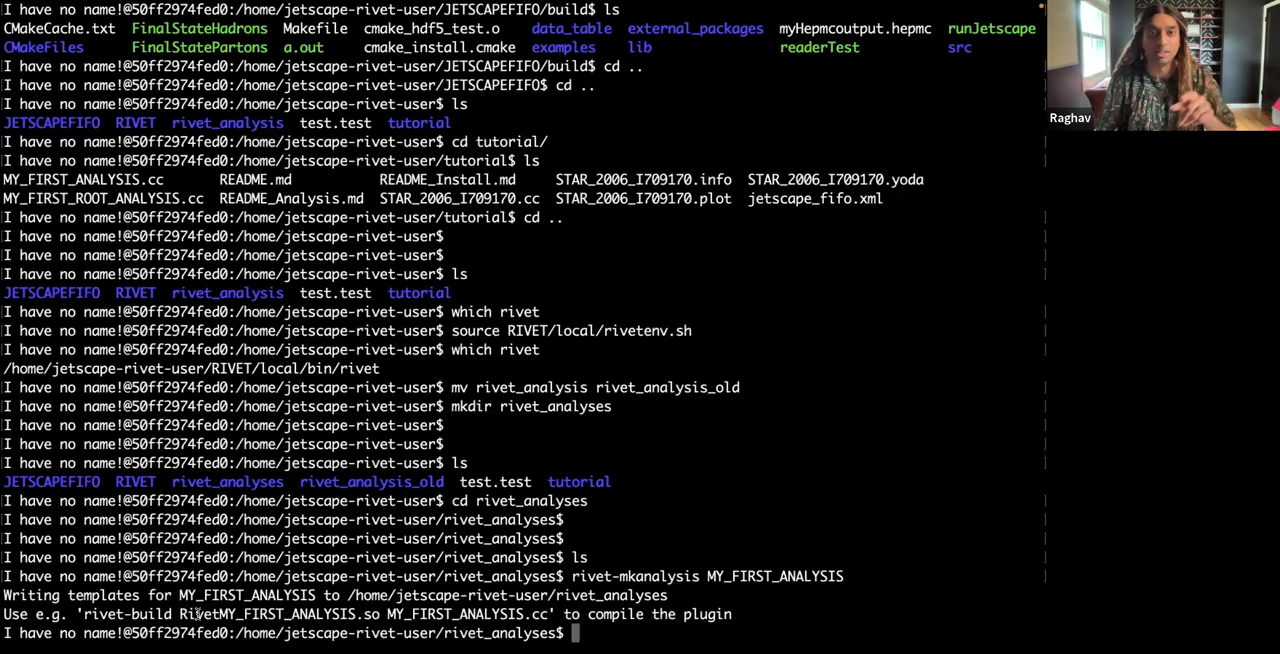 I have no name!@50ff2974fed0:/home/jetscape-rivet-user/JETSCAPEFIFO/build$ ls
CMakeCache.txt FinalStateHadrons Makefile cmake_hdf5_test.o data_table external_packages myHepmcoutput.hepmc runJetscape
CMakeFiles FinalStatePartons a.out cmake_install.cmake examples lib readerTest src
I have no name!@50ff2974fed0:/home/jetscape-rivet-user/JETSCAPEFIFO/build$ cd ..
I have no name!@50ff2974fed0:/home/jetscape-rivet-user/JETSCAPEFIFO$ cd ..
I have no name!@50ff2974fed0:/home/jetscape-rivet-user$ ls
JETSCAPEFIFO RIVET rivet_analysis test.test tutorial
I have no name!@50ff2974fed0:/home/jetscape-rivet-user$ cd tutorial/
I have no name!@50ff2974fed0:/home/jetscape-rivet-user/tutorial$ ls
MY_FIRST_ANALYSIS.cc README.md README_Install.md STAR_2006_I709170.info STAR_2006_I709170.yoda
MY_FIRST_ROOT_ANALYSIS.cc README_Analysis.md STAR_2006_I709170.cc STAR_2006_I709170.plot jetscape_fifo.xml
I have no name!@50ff2974fed0:/home/jetscape-rivet-user/tutorial$ cd ..
I have no name!@50ff2974fed0:/home/jetscape-rivet-user$
I have no name!@50ff2974fed0:/home/jetscape-rivet-user$
I have no name!@50ff2974fed0:/home/jetscape-rivet-user$ ls
JETSCAPEFIFO RIVET rivet_analysis test.test tutorial
I have no name!@50ff2974fed0:/home/jetscape-rivet-user$ which rivet
I have no name!@50ff2974fed0:/home/jetscape-rivet-user$ source RIVET/local/rivetenv.sh
I have no name!@50ff2974fed0:/home/jetscape-rivet-user$ which rivet
/home/jetscape-rivet-user/RIVET/local/bin/rivet
I have no name!@50ff2974fed0:/home/jetscape-rivet-user$ mv rivet_analysis rivet_analysis_old
I have no name!@50ff2974fed0:/home/jetscape-rivet-user$ mkdir rivet_analyses
I have no name!@50ff2974fed0:/home/jetscape-rivet-user$
I have no name!@50ff2974fed0:/home/jetscape-rivet-user$
I have no name!@50ff2974fed0:/home/jetscape-rivet-user$ ls
JETSCAPEFIFO RIVET rivet_analyses rivet_analysis_old test.test tutorial
I have no name!@50ff2974fed0:/home/jetscape-rivet-user$ cd rivet_analyses
I have no name!@50ff2974fed0:/home/jetscape-rivet-user/rivet_analyses$
I have no name!@50ff2974fed0:/home/jetscape-rivet-user/rivet_analyses$
I have no name!@50ff2974fed0:/home/jetscape-rivet-user/rivet_analyses$ ls
I have no name!@50ff2974fed0:/home/jetscape-rivet-user/rivet_analyses$ rivet-mkanalysis MY_FIRST_ANALYSIS
Writing templates for MY_FIRST_ANALYSIS to /home/jetscape-rivet-user/rivet_analyses
Use e.g. 'rivet-build RivetMY_FIRST_ANALYSIS.so MY_FIRST_ANALYSIS.cc' to compile the plugin
I have no name!@50ff2974fed0:/home/jetscape-rivet-user/rivet_analyses$
Raghav